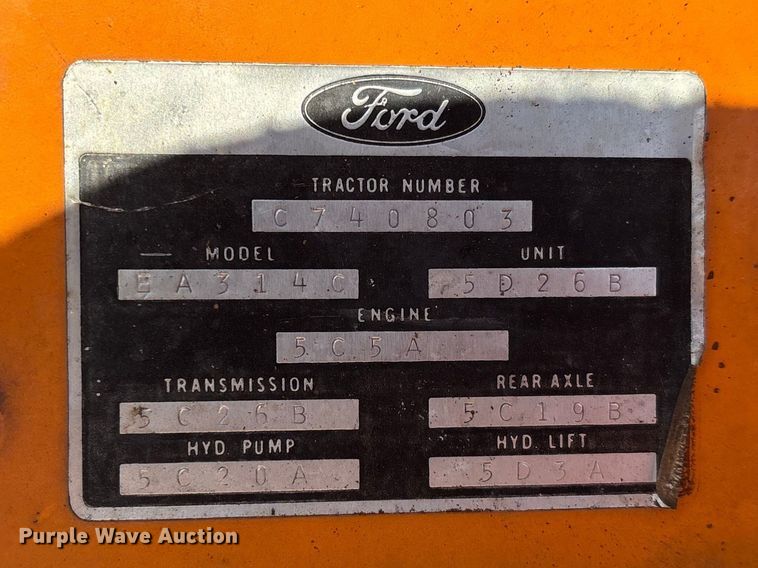 Ford
TRACTOR NUMBER
C740803
MODEL UNIT
EA314C 5D26B
ENGINE
5C5A
TRANSMISSION REAR AXLE
5C26B 5C19B
HYD. PUMP HYD. LIFT
5C20A 5D3A
Purple Wave Auction®